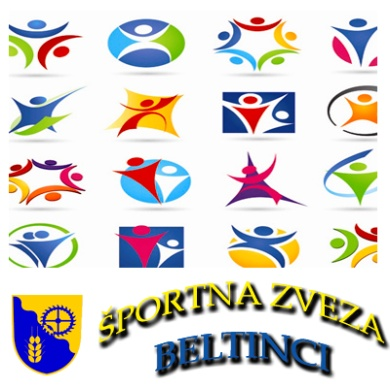 ŠPORTNA ZVEZA
BELTINCI